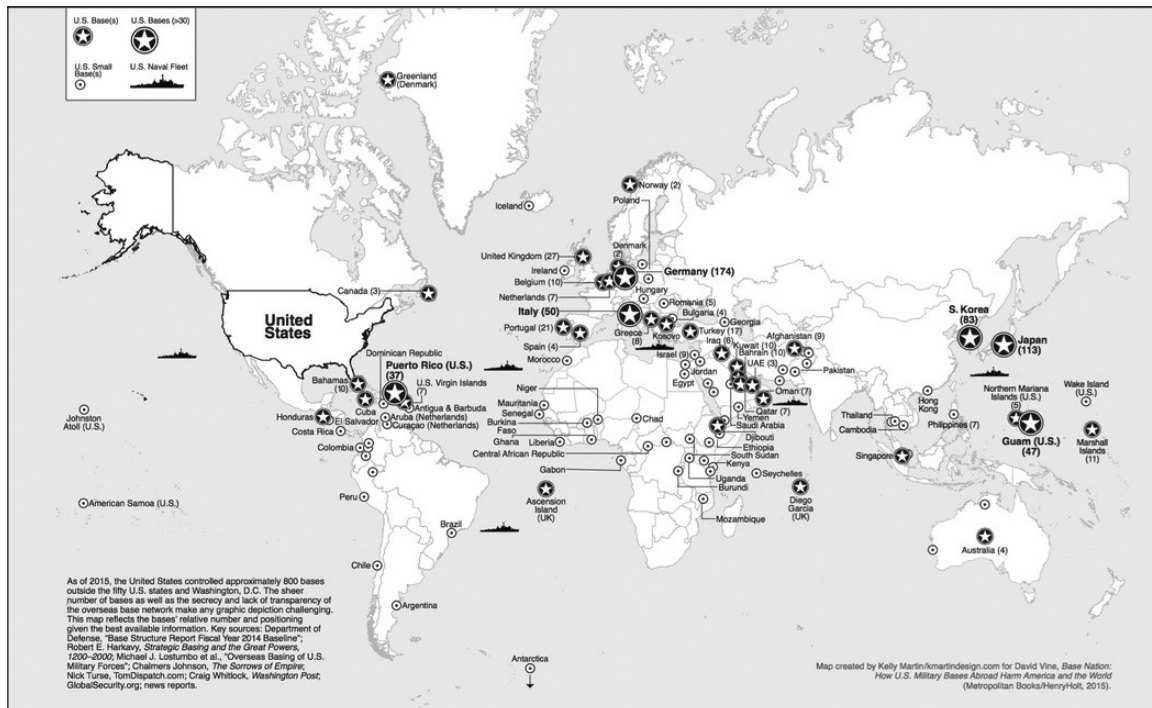 U.S. Base(s)
U.S. Bases (>30)
U.S. Small
Base(s)
U.S. Naval Fleet
Greenland
(Denmark)
Norway (2)
Poland
Iceland
Denmark
(2)
United Kingdom (27)
Ireland
Germany (174)
Belgium (10)
Hungary
Canada (3)
Netherlands (7)
Romania (5)
Italy (50)
Bulgaria (4)
S. Korea
(83)
United
States
Portugal (21)
Georgia
Greece
(8)
Kosovo
Turkey (17)
Afghanistan (9)
Japan
(113)
Spain (4)
Iraq (6)
Kuwait (10)
Dominican Republic
Morocco
Israel (9)
Bahrain (10)
Puerto Rico (U.S.)
(37)
Jordan
UAE (3)
Pakistan
Bahamas
(10)
U.S. Virgin Islands
(7)
Egypt
Niger
Oman (7)
Hong
Kong
Northern Mariana
Islands (U.S.)
(5)
Wake Island
(U.S.)
Cuba
Antigua & Barbuda
Mauritania
Qatar (7)
Johnston
Atoll (U.S.)
Honduras
El Salvador
Aruba (Netherlands)
Senegal
Chad
Yemen
Thailand
Philippines (7)
Costa Rica
Curaçao (Netherlands)
Burkina
Faso
Saudi Arabia
Cambodia
Guam (U.S.)
(47)
Ghana
Liberia
Djibouti
Marshall
Islands
(11)
Colombia
Central African Republic
Ethiopia
South Sudan
Singapore
Gabon
Kenya
Uganda
Seychelles
Burundi
American Samoa (U.S.)
Peru
Ascension
Island
(UK)
Diego
Garcia
(UK)
Mozambique
Brazil
Australia (4)
Chile
Argentina
As of 2015, the United States controlled approximately 800 bases
outside the fifty U.S. states and Washington, D.C. The sheer
number of bases as well as the secrecy and lack of transparency of
the overseas base network make any graphic depiction challenging.
This map reflects the bases' relative number and positioning
given the best available information. Key sources: Department of
Defense, "Base Structure Report Fiscal Year 2014 Baseline";
Robert E. Harkavy, Strategic Basing and the Great Powers,
1200–2000; Michael J. Lostumbo et al., "Overseas Basing of U.S.
Military Forces"; Chalmers Johnson, The Sorrows of Empire;
Nick Turse, TomDispatch.com; Craig Whitlock, Washington Post;
GlobalSecurity.org; news reports.
Antarctica
Map created by Kelly Martin/kmartindesign.com for David Vine, Base Nation:
How U.S. Military Bases Abroad Harm America and the World
(Metropolitan Books/HenryHolt, 2015).